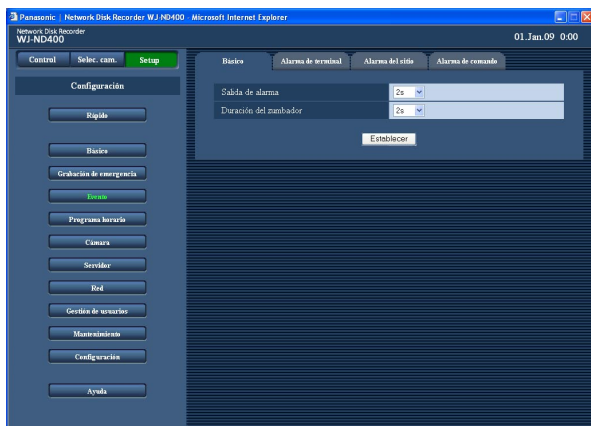 Panasonic | Network Disk Recorder WJ-ND400 - Microsoft Internet Explorer
Network Disk Recorder
WJ-ND400
01.Jan.09 0:00
Control Selec. cam. Setup
Configuración
Rápido
Básico
Grabación de emergencia
Evento
Programa horario
Cámara
Servidor
Red
Gestión de usuarios
Mantenimiento
Configuración
Ayuda
Básico Alarma de terminal Alarma del sitio Alarma de comando
Salida de alarma 2s
Duración del zumbador 2s
Establecer